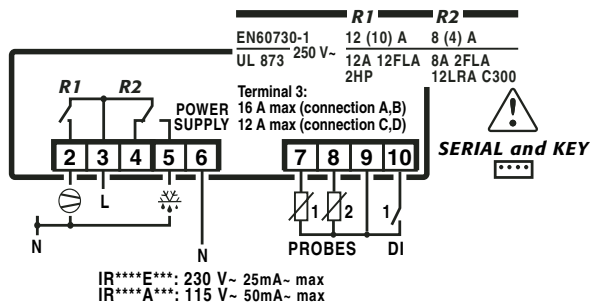 R1 R2
EN60730-1 250 V~ 12 (10) A 8 (4) A
UL 873 12A 12FLA 8A 2FLA
2HP 12LRA C300
R1 R2
Terminal 3:
POWER SUPPLY
16 A max (connection A,B)
12 A max (connection C,D)
SERIAL and KEY
2 3 4 5 6 7 8 9 10
L
1 2 1
N N
PROBES DI
IR****E***: 230 V~ 25mA~ max
IR****A***: 115 V~ 50mA~ max